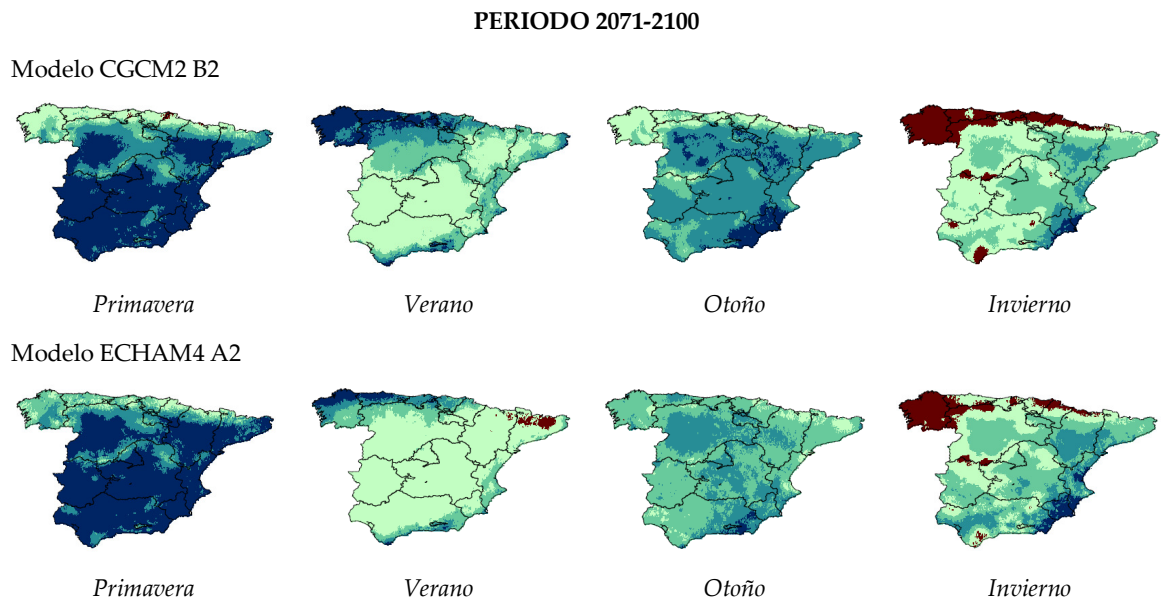 PERIODO 2071-2100
Modelo CGCM2 B2
Primavera
Verano
Otoño
Invierno
Modelo ECHAM4 A2
Primavera
Verano
Otoño
Invierno